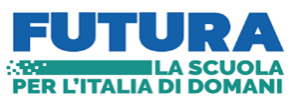 FUTURA
LA SCUOLA
PER L'ITALIA DI DOMANI